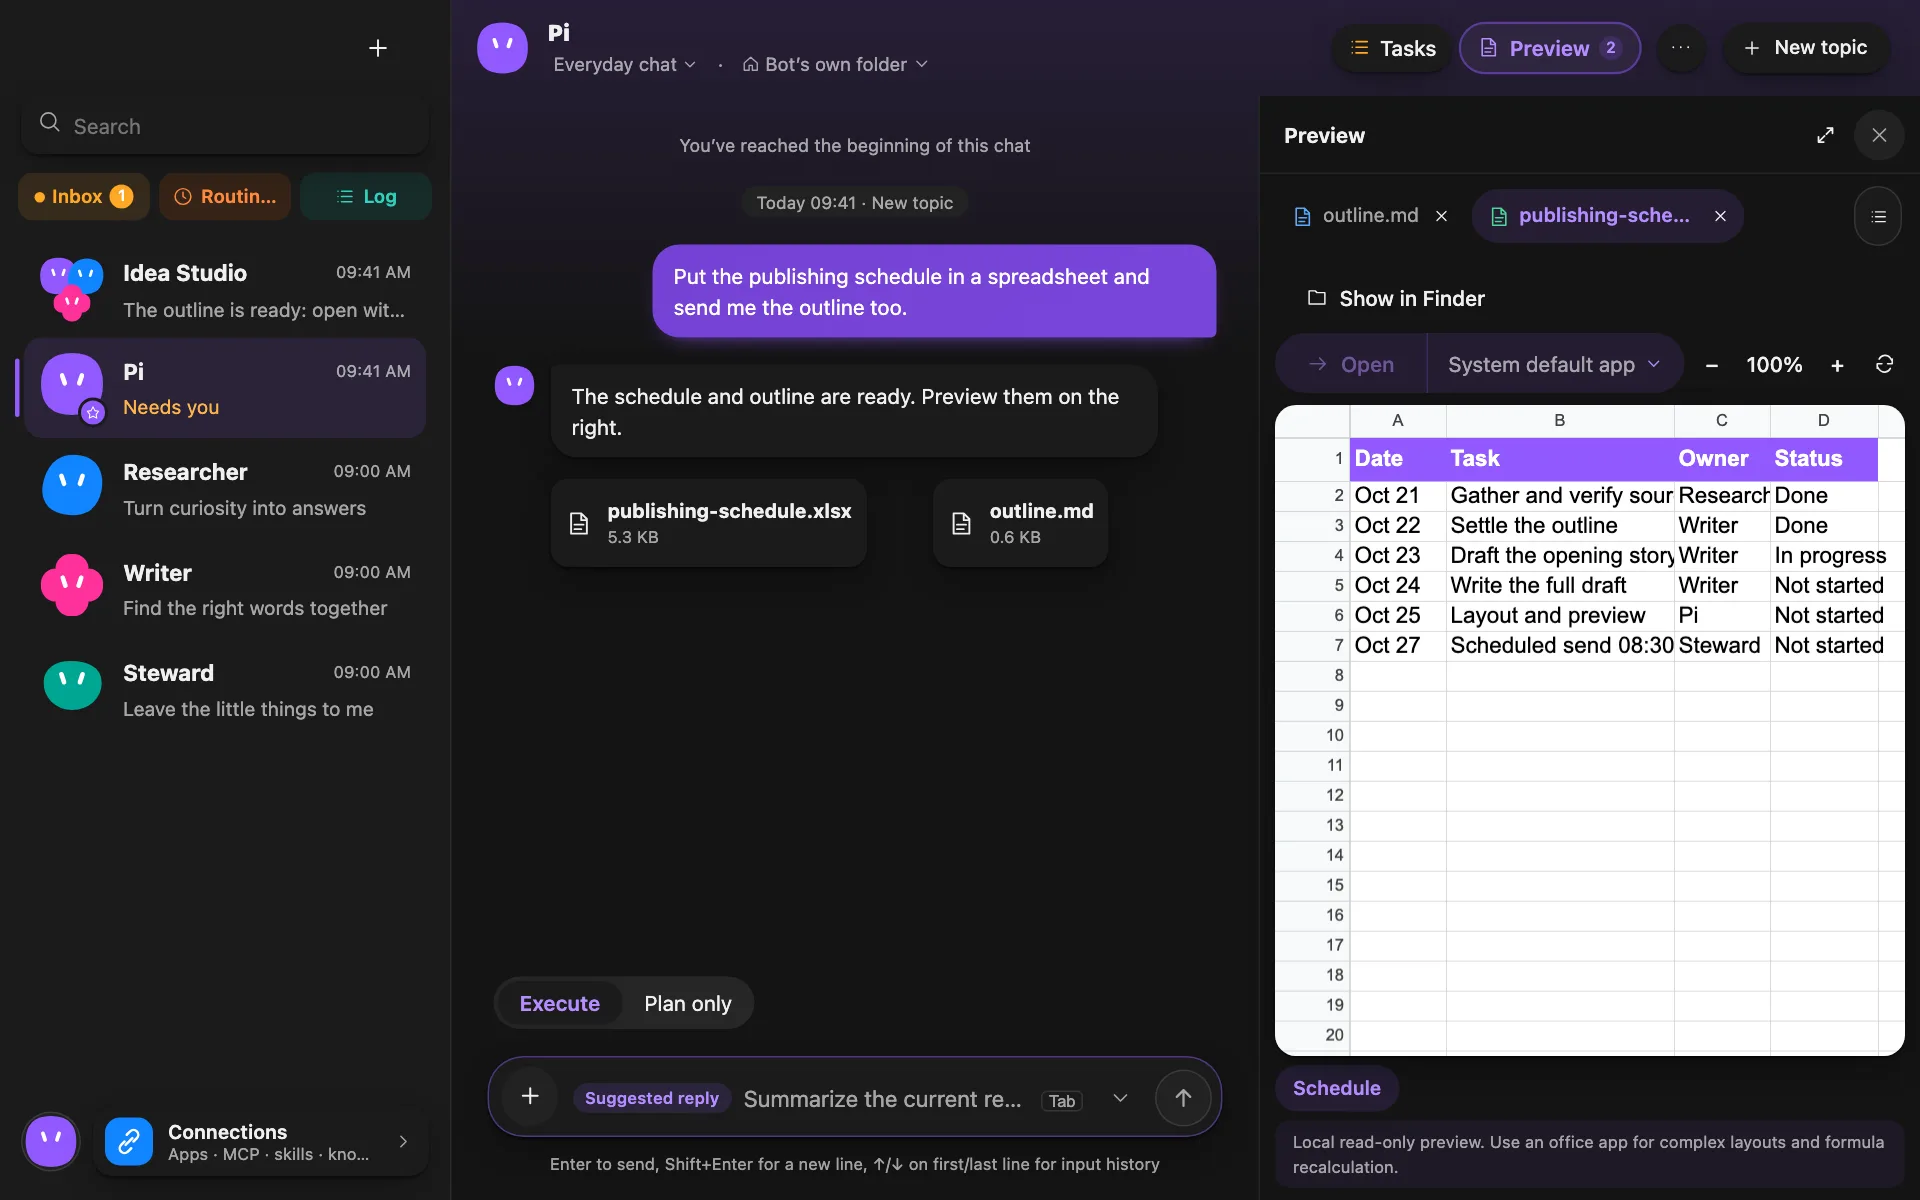 Search
Inbox 1
Routin...
Log
Idea Studio 09:41 AM
The outline is ready: open wit...
Pi 09:41 AM
Needs you
Researcher 09:00 AM
Turn curiosity into answers
Writer 09:00 AM
Find the right words together
Steward 09:00 AM
Leave the little things to me
Connections
Apps · MCP · skills · kno...
Pi
Everyday chat · Bot's own folder
Tasks
Preview 2
New topic
You've reached the beginning of this chat
Today 09:41 · New topic
Put the publishing schedule in a spreadsheet and
send me the outline too.
The schedule and outline are ready. Preview them on the
right.
publishing-schedule.xlsx
5.3 KB
outline.md
0.6 KB
Execute
Plan only
Suggested reply Summarize the current re... Tab
Enter to send, Shift+Enter for a new line, ↑/↓ on first/last line for input history
Preview
outline.md
publishing-sche...
Show in Finder
Open System default app – 100% +
A B C D
1 Date Task Owner Status
2 Oct 21 Gather and verify sour Research Done
3 Oct 22 Settle the outline Writer Done
4 Oct 23 Draft the opening story Writer In progress
5 Oct 24 Write the full draft Writer Not started
6 Oct 25 Layout and preview Pi Not started
7 Oct 27 Scheduled send 08:30 Steward Not started
8
9
10
11
12
13
14
15
16
17
18
19
20
Schedule
Local read-only preview. Use an office app for complex layouts and formula
recalculation.